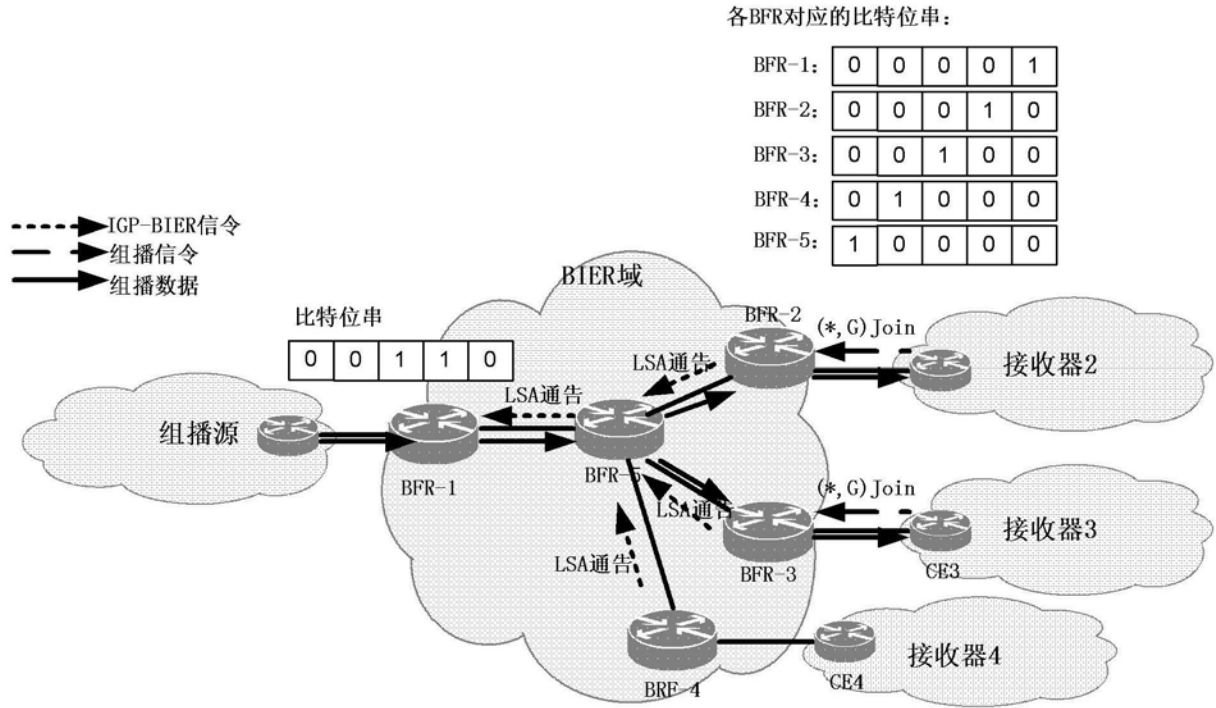 各BFR对应的比特位串：
BFR-1： 0 0 0 0 1
BFR-2： 0 0 0 1 0
BFR-3： 0 0 1 0 0
BFR-4： 0 1 0 0 0
BFR-5： 1 0 0 0 0
IGP-BIER信令
组播信令
组播数据
BIER域
比特位串
0 0 1 1 0
BFR-2
(*,G)Join
接收器2
LSA通告
LSA通告
组播源
BFR-1
BFR-5
(*,G)Join
LSA通告
接收器3
LSA通告
BFR-3
CE3
接收器4
BRF-4
CE4